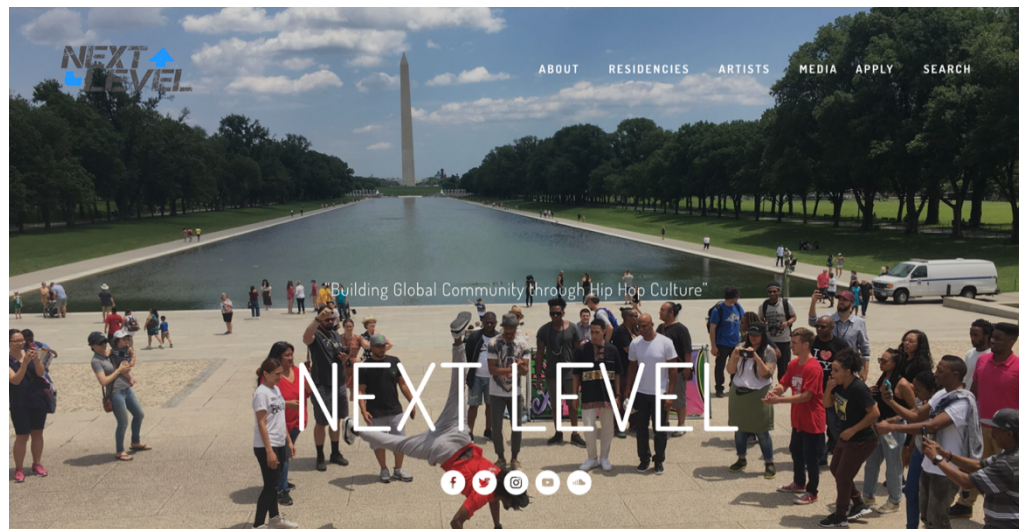 NEXT
LEVEL
ABOUT RESIDENCIES ARTISTS MEDIA APPLY SEARCH
"Building Global Community through Hip Hop Culture"
NEXT LEVEL